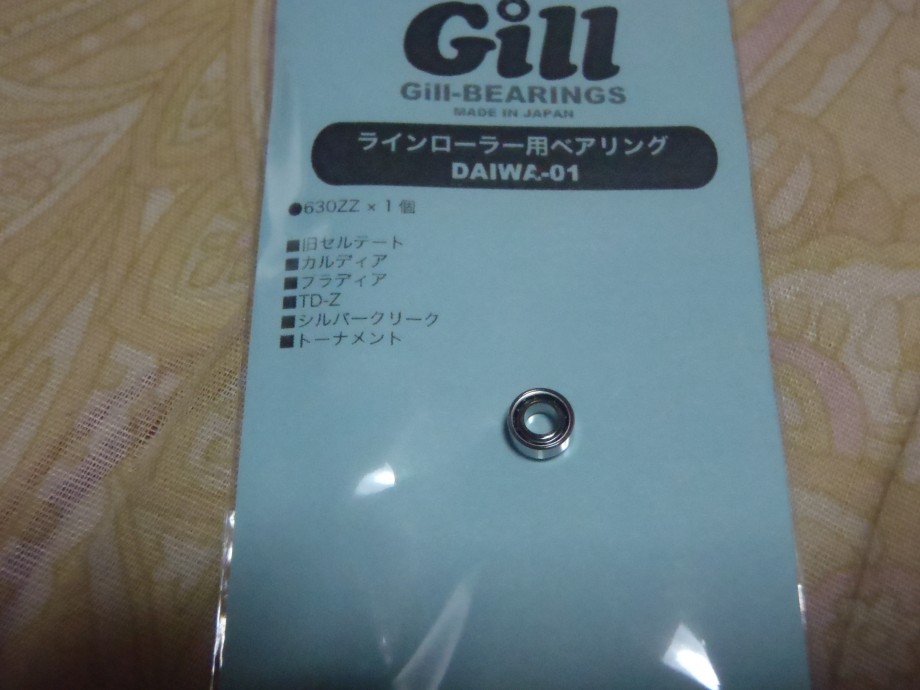 Gill
Gill-BEARINGS
MADE IN JAPAN
ラインローラー用ベアリング
DAIWA-01
●630ZZ × 1個
■旧セルテート
■カルディア
■ブラディア
■TD-Z
■シルバークリーク
■トーナメント